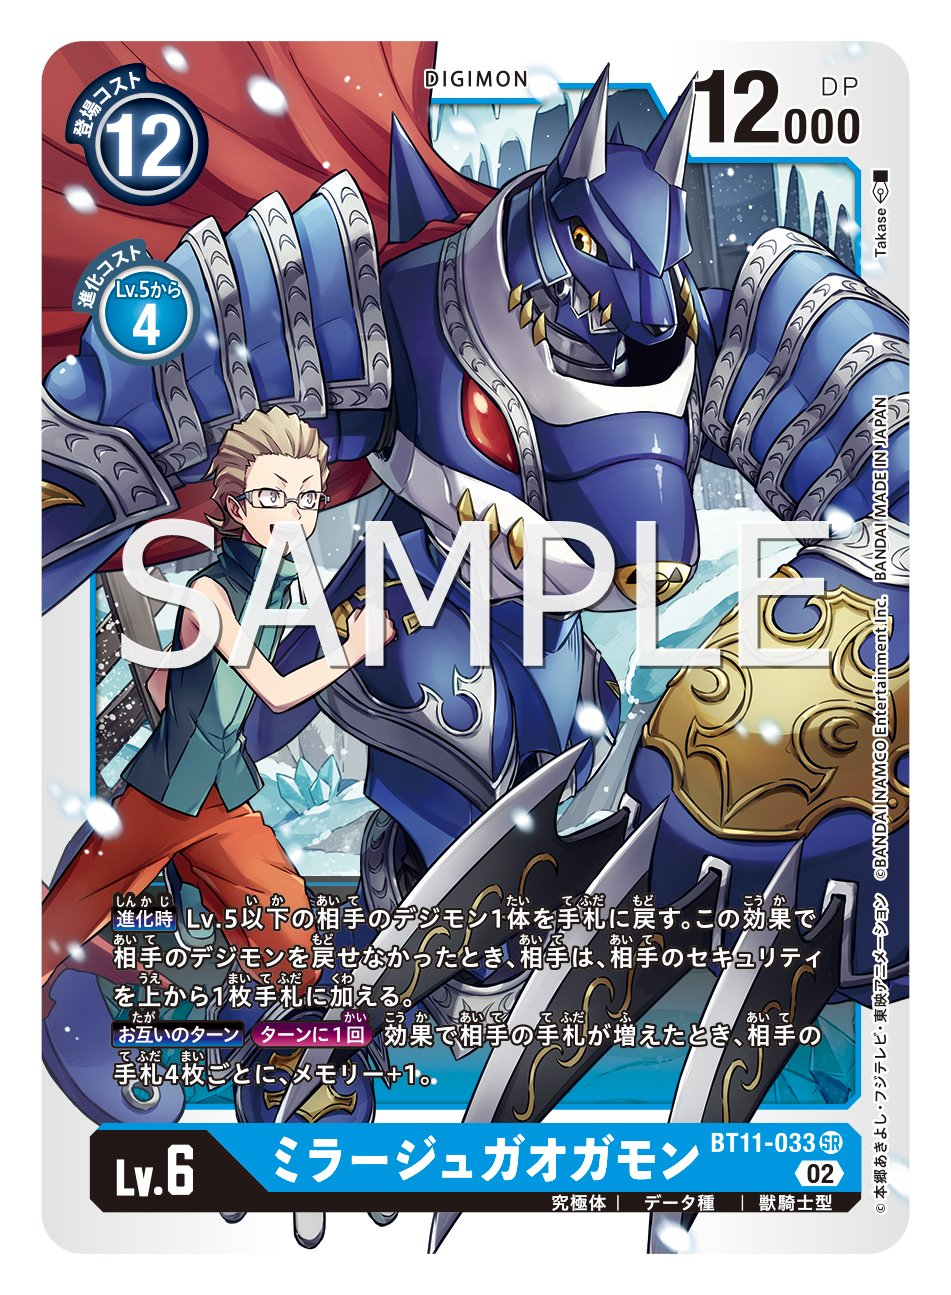 DIGIMON
登場コスト
12
12000
DP
進化コスト
Lv.5から
4
Takase
SAMPLE
進化時 Lv.5以下の相手のデジモン1体を手札に戻す。この効果で
相手のデジモンを戻せなかったとき、相手は、相手のセキュリティ
を上から1枚手札に加える。
お互いのターン ターンに1回 効果で相手の手札が増えたとき、相手の
手札4枚ごとに、メモリー+1。
Lv.6
ミラージュガオガモン
BT11-033 SR
02
究極体 | データ種 | 獣騎士型
©本郷あきよし・フジテレビ・東映アニメーション ©BANDAI NAMCO Entertainment Inc. BANDAI MADE IN JAPAN